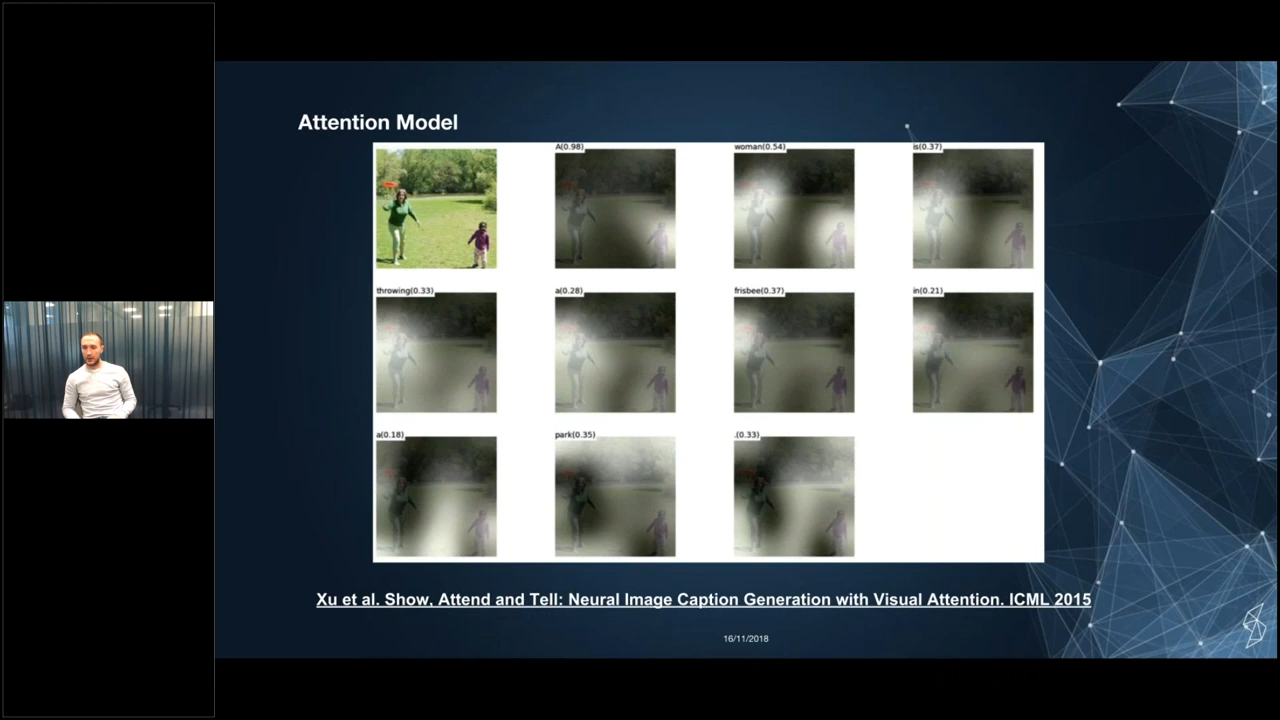 Attention Model
A(0.98)
woman(0.54)
is(0.37)
throwing(0.33)
a(0.28)
frisbee(0.37)
in(0.21)
a(0.18)
park(0.35)
.(0.33)
Xu et al. Show, Attend and Tell: Neural Image Caption Generation with Visual Attention. ICML 2015
16/11/2018